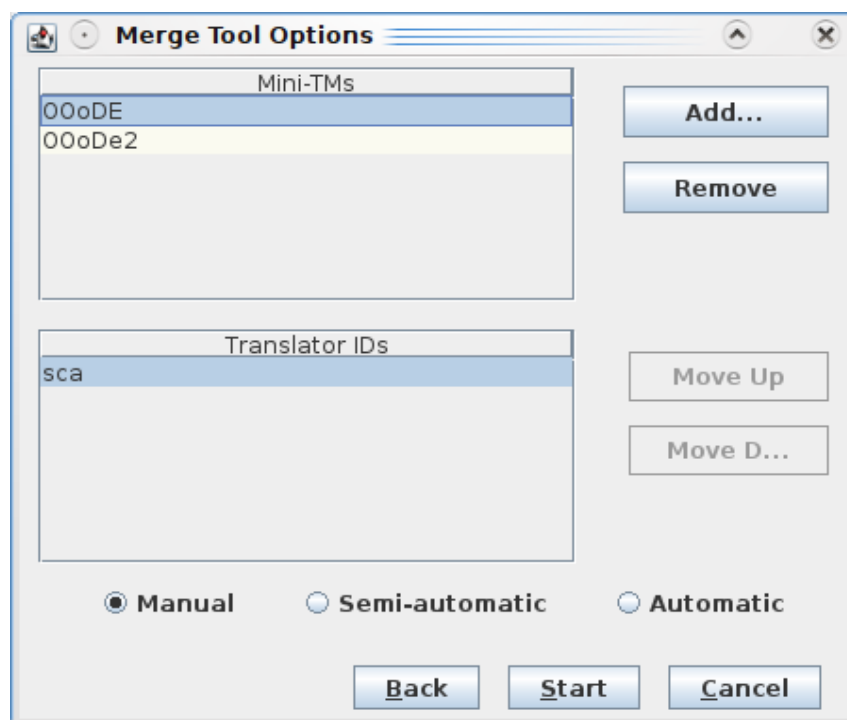 Merge Tool Options
Mini-TMs
OOoDE
OOoDe2
Add...
Remove
Translator IDs
sca
Move Up
Move D...
Manual
Semi-automatic
Automatic
Back
Start
Cancel